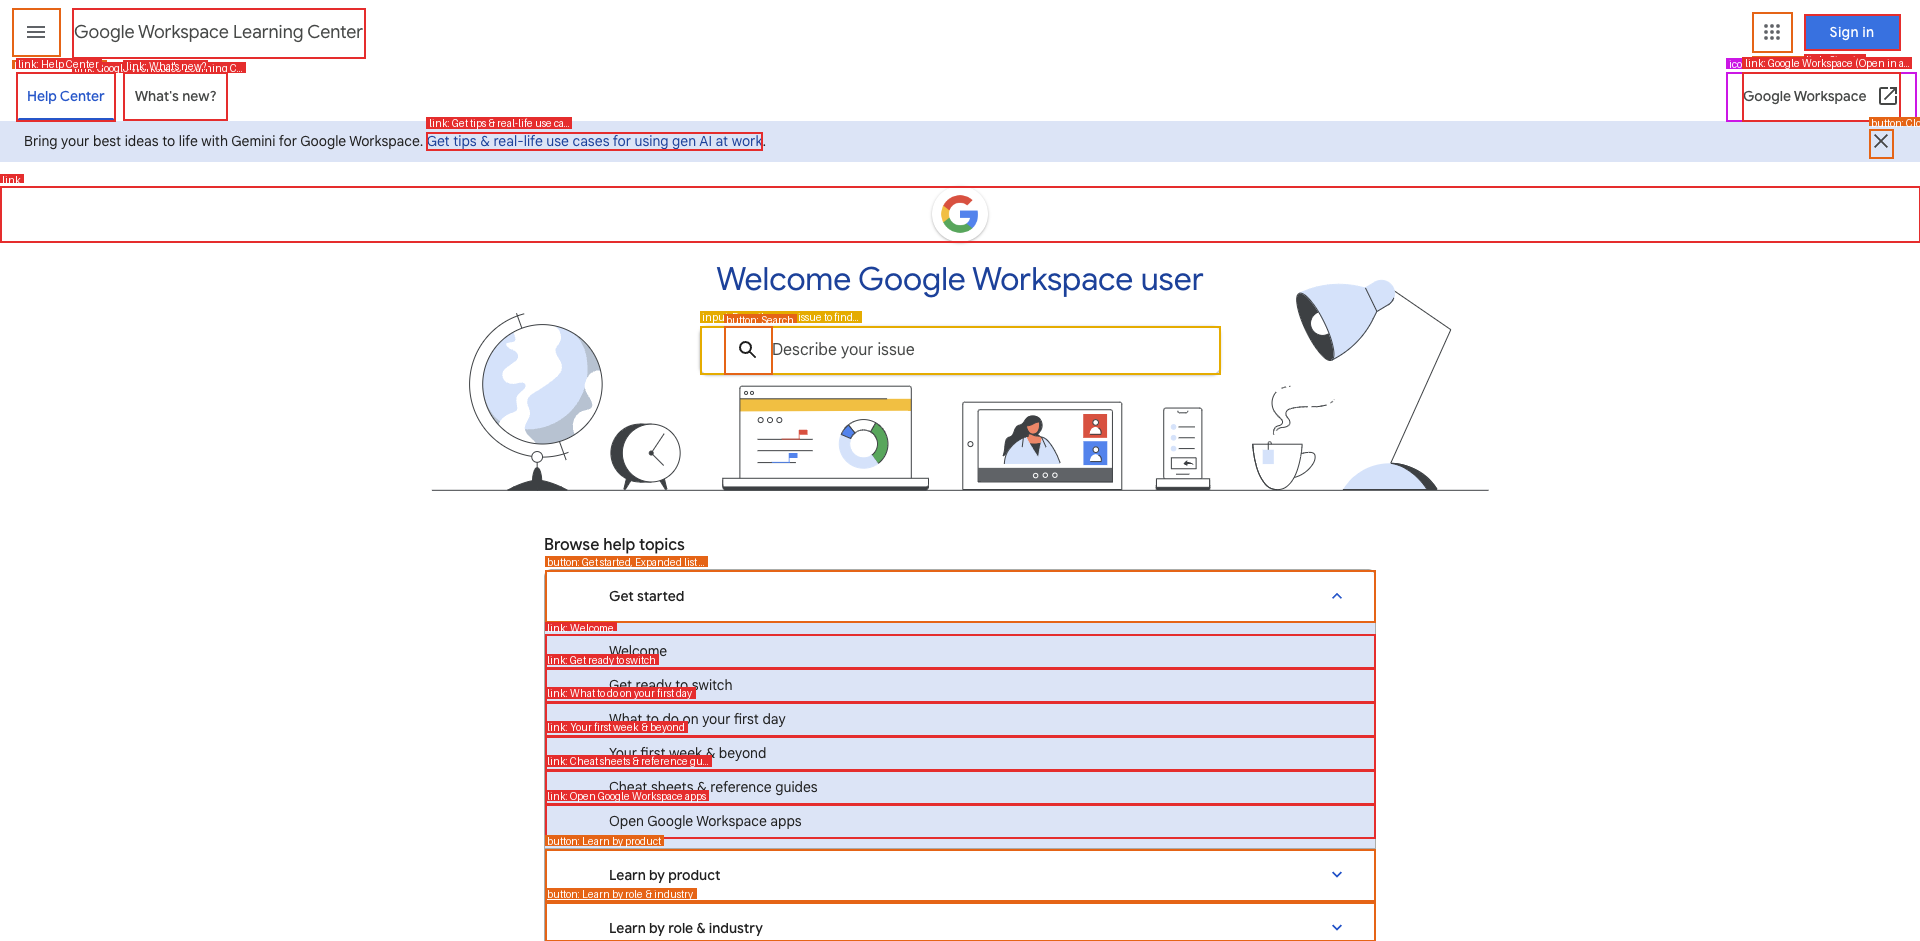 Google Workspace Learning Center
Sign in
link: Help Center
link: What's new?
link: Google Workspace (Open in a...
Help Center
What's new?
Google Workspace
link: Get tips & real-life use ca...
Bring your best ideas to life with Gemini for Google Workspace. Get tips & real-life use cases for using gen AI at work.
link
Welcome Google Workspace user
button: Search
issue to find...
Describe your issue
Browse help topics
button: Get started, Expanded list ...
Get started
link: Welcome
Welcome
link: Get ready to switch
Get ready to switch
link: What to do on your first day
What to do on your first day
link: Your first week & beyond
Your first week & beyond
link: Cheat sheets & reference gu...
Cheat sheets & reference guides
link: Open Google Workspace apps
Open Google Workspace apps
button: Learn by product
Learn by product
button: Learn by role & industry
Learn by role & industry